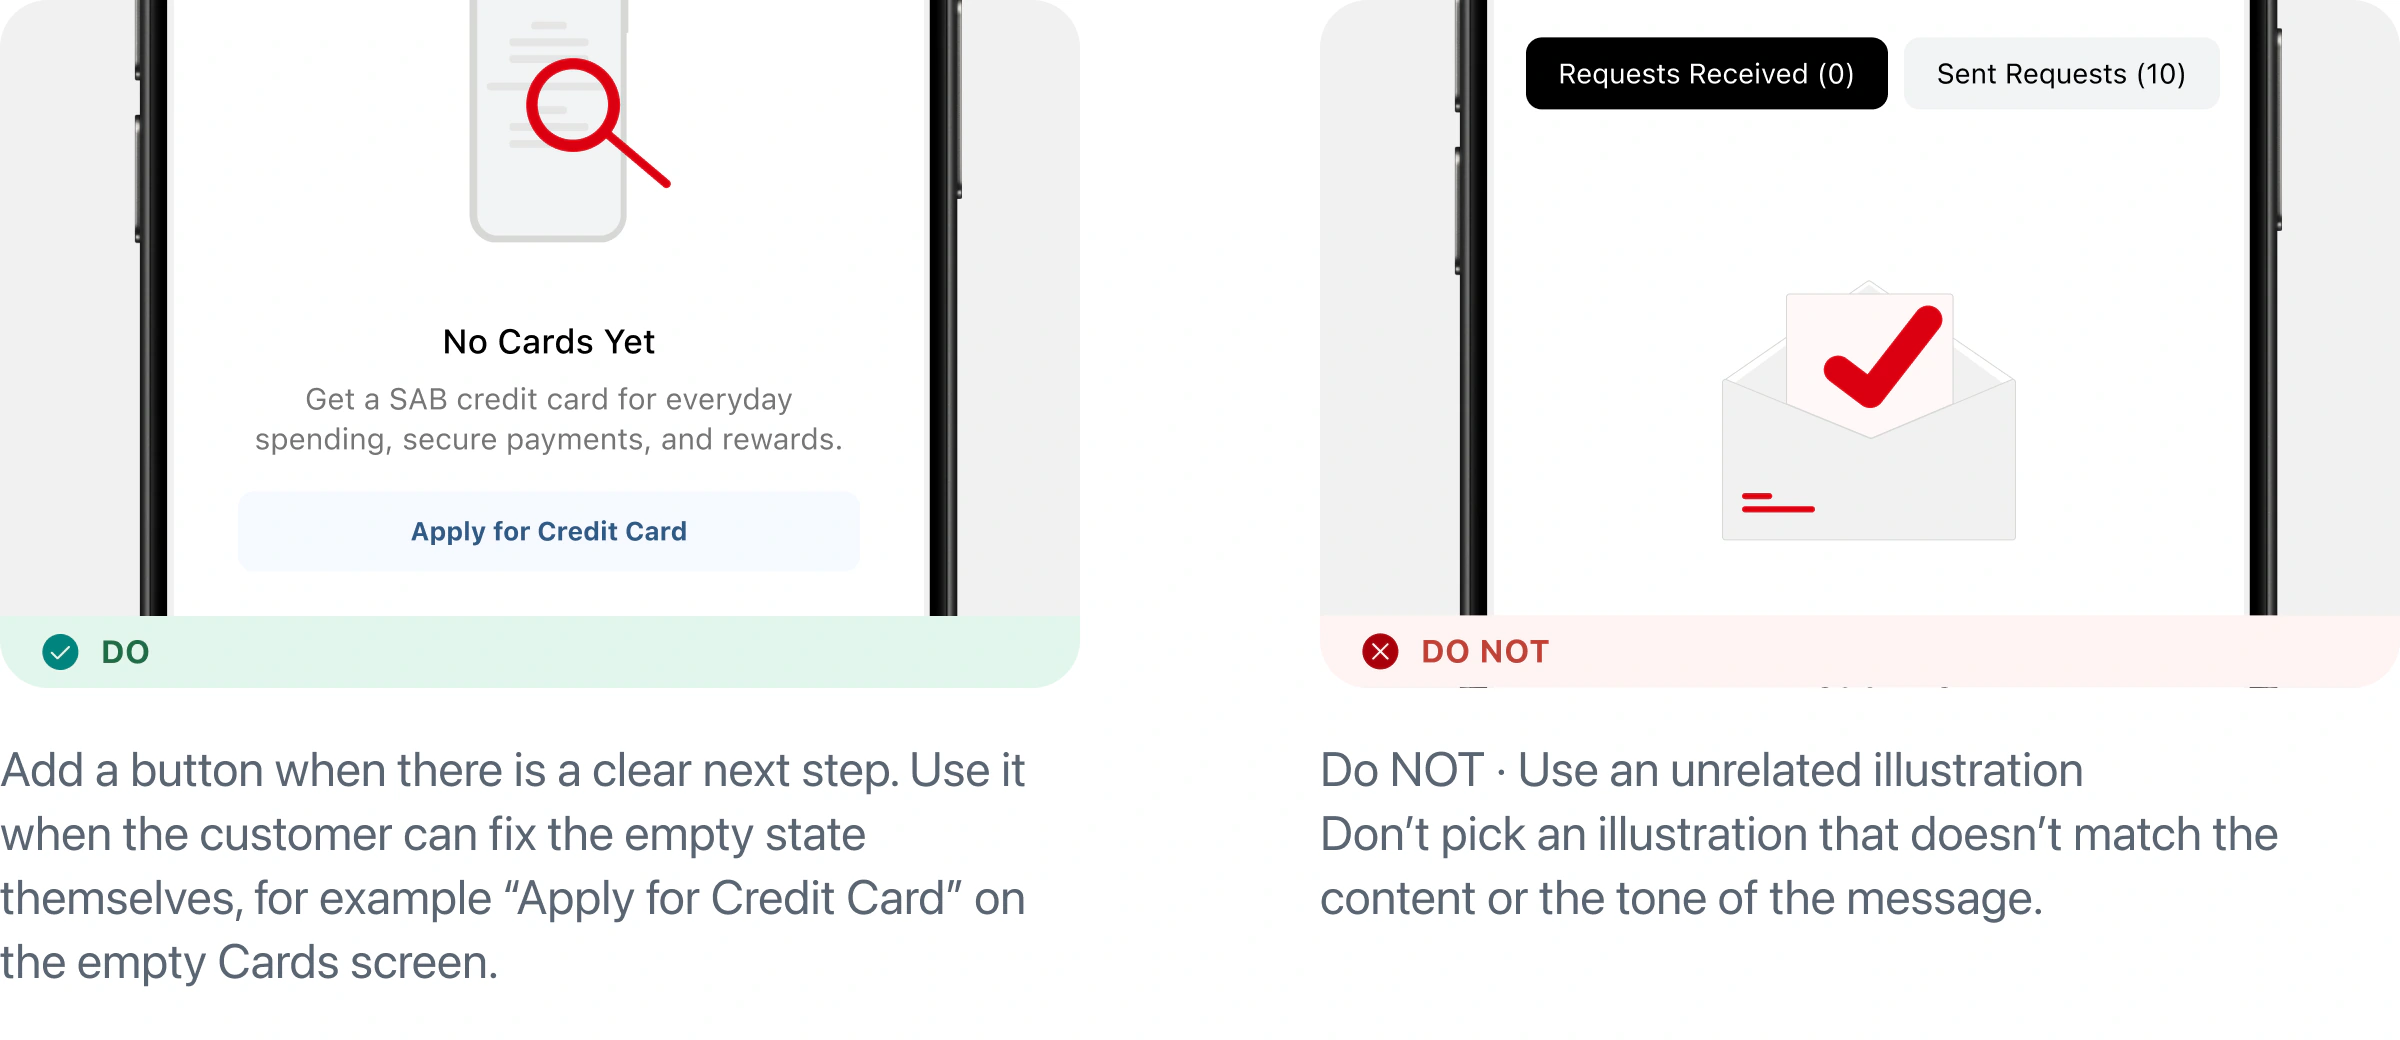 No Cards Yet
Get a SAB credit card for everyday
spending, secure payments, and rewards.
Apply for Credit Card
DO
Add a button when there is a clear next step. Use it
when the customer can fix the empty state
themselves, for example “Apply for Credit Card” on
the empty Cards screen.
Requests Received (0)
Sent Requests (10)
DO NOT
Do NOT · Use an unrelated illustration
Don’t pick an illustration that doesn’t match the
content or the tone of the message.